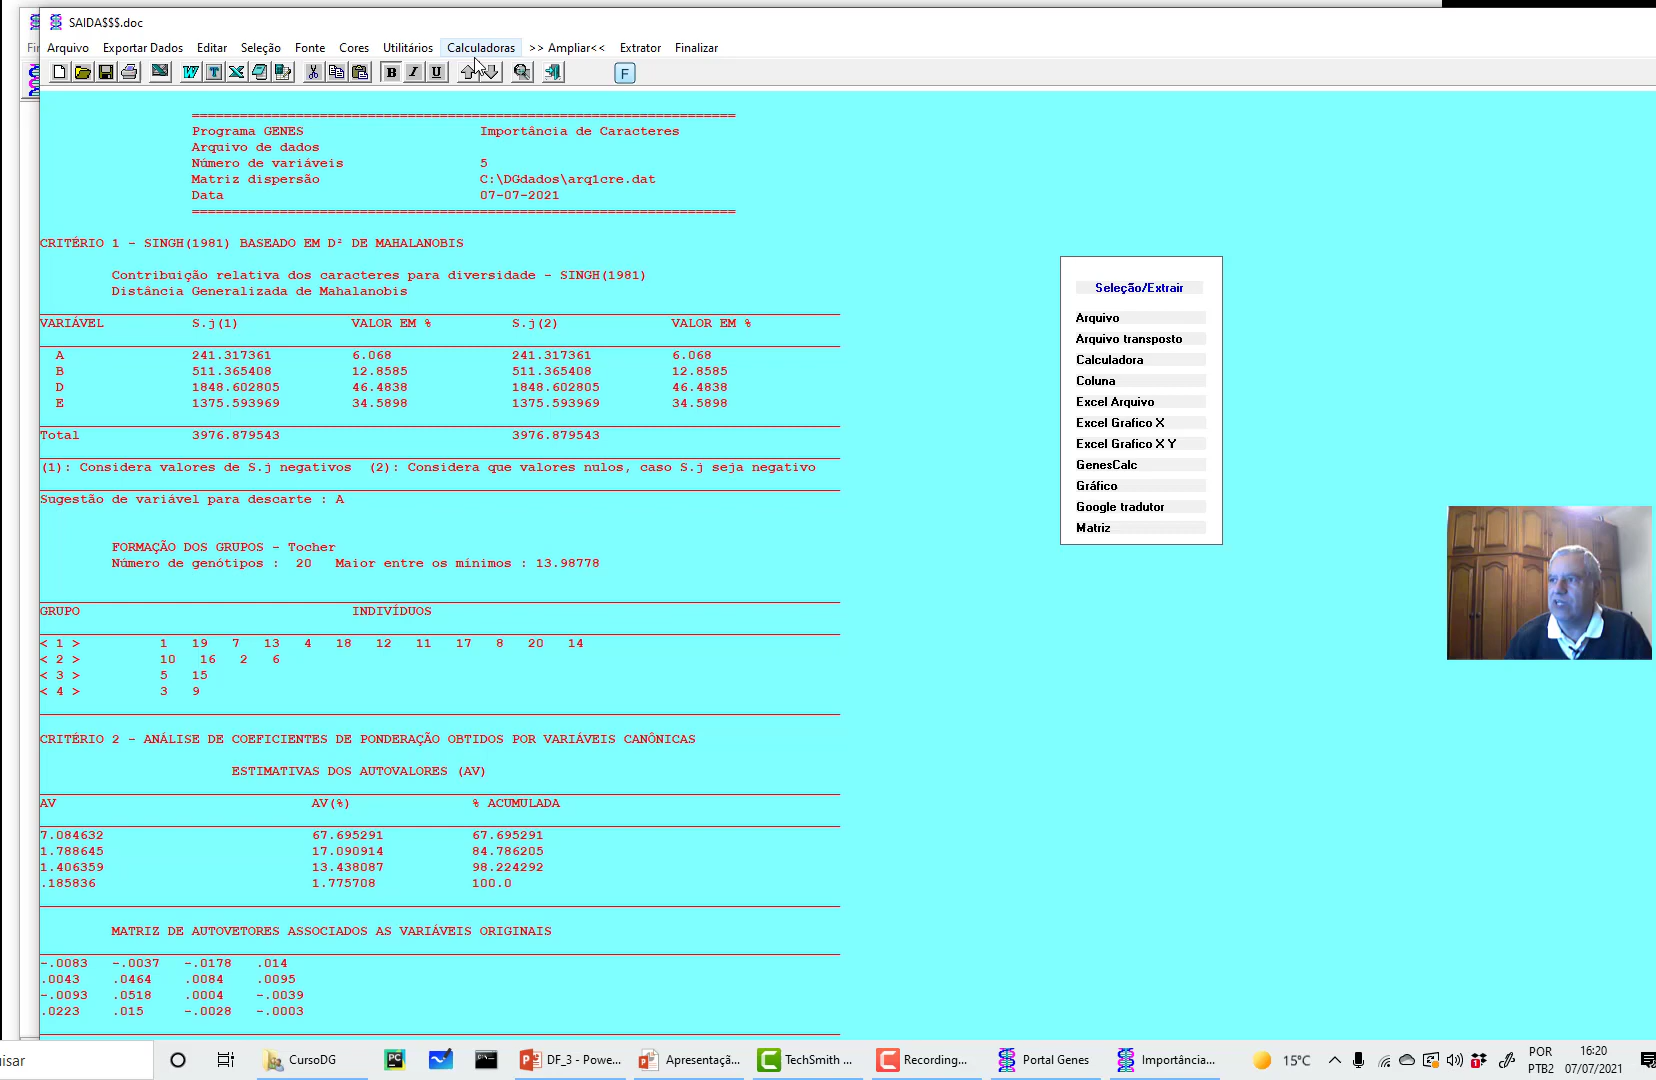 SAIDA$$$.doc
Arquivo Exportar Dados Editar Seleção Fonte Cores Utilitários Calculadoras >> Ampliar<< Extrator Finalizar
B I U F
Programa GENES Importância de Caracteres
Arquivo de dados
Número de variáveis 5
Matriz dispersão C:\DGdados\arq1cre.dat
Data 07-07-2021
CRITÉRIO 1 - SINGH(1981) BASEADO EM D² DE MAHALANOBIS
Contribuição relativa dos caracteres para diversidade - SINGH(1981)
Distância Generalizada de Mahalanobis
VARIÁVEL S.j(1) VALOR EM % S.j(2) VALOR EM %
A 241.317361 6.068 241.317361 6.068
B 511.365408 12.8585 511.365408 12.8585
D 1848.602805 46.4838 1848.602805 46.4838
E 1375.593969 34.5898 1375.593969 34.5898
Total 3976.879543 3976.879543
(1): Considera valores de S.j negativos (2): Considera que valores nulos, caso S.j seja negativo
Sugestão de variável para descarte : A
FORMAÇÃO DOS GRUPOS - Tocher
Número de genótipos : 20 Maior entre os mínimos : 13.98778
GRUPO INDIVÍDUOS
< 1 > 1 19 7 13 4 18 12 11 17 8 20 14
< 2 > 10 16 2 6
< 3 > 5 15
< 4 > 3 9
CRITÉRIO 2 - ANÁLISE DE COEFICIENTES DE PONDERAÇÃO OBTIDOS POR VARIÁVEIS CANÔNICAS
ESTIMATIVAS DOS AUTOVALORES (AV)
AV AV(%) % ACUMULADA
7.084632 67.695291 67.695291
1.788645 17.090914 84.786205
1.406359 13.438087 98.224292
.185836 1.775708 100.0
MATRIZ DE AUTOVETORES ASSOCIADOS AS VARIÁVEIS ORIGINAIS
-.0083 -.0037 -.0178 .014
.0043 .0464 .0084 .0095
-.0093 .0518 .0004 -.0039
.0223 .015 -.0028 -.0003
Seleção/Extrair
Arquivo
Arquivo transposto
Calculadora
Coluna
Excel Arquivo
Excel Grafico X
Excel Grafico X Y
GenesCalc
Gráfico
Google tradutor
Matriz
CursoDG DF_3 - Powe... Apresentaçã... TechSmith ... Recording... Portal Genes Importância... 15°C POR 16:20
PTB2 07/07/2021